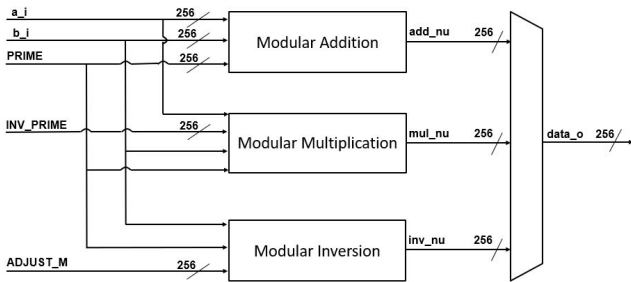 a_i 256
b_i 256
PRIME 256
Modular Addition
add_nu 256
INV_PRIME 256
Modular Multiplication
mul_nu 256
data_o 256
Modular Inversion
inv_nu 256
ADJUST_M 256